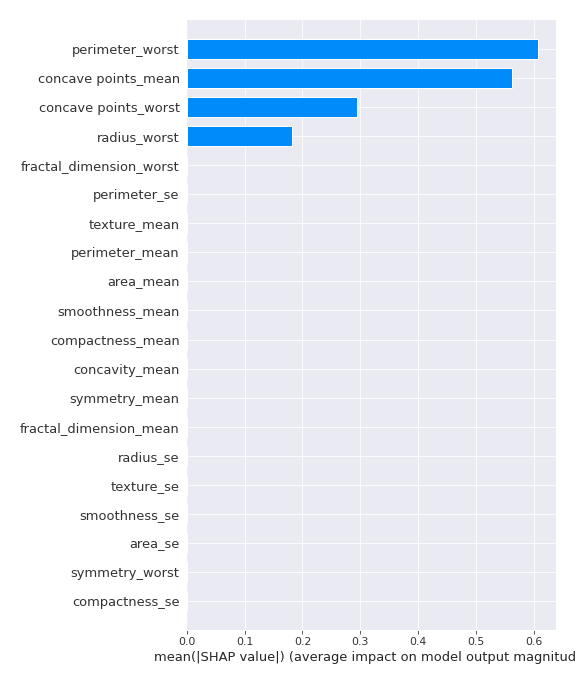 perimeter_worst
concave points_mean
concave points_worst
radius_worst
fractal_dimension_worst
perimeter_se
texture_mean
perimeter_mean
area_mean
smoothness_mean
compactness_mean
concavity_mean
symmetry_mean
fractal_dimension_mean
radius_se
texture_se
smoothness_se
area_se
symmetry_worst
compactness_se
0.0 0.1 0.2 0.3 0.4 0.5 0.6
mean(|SHAP value|) (average impact on model output magnitud